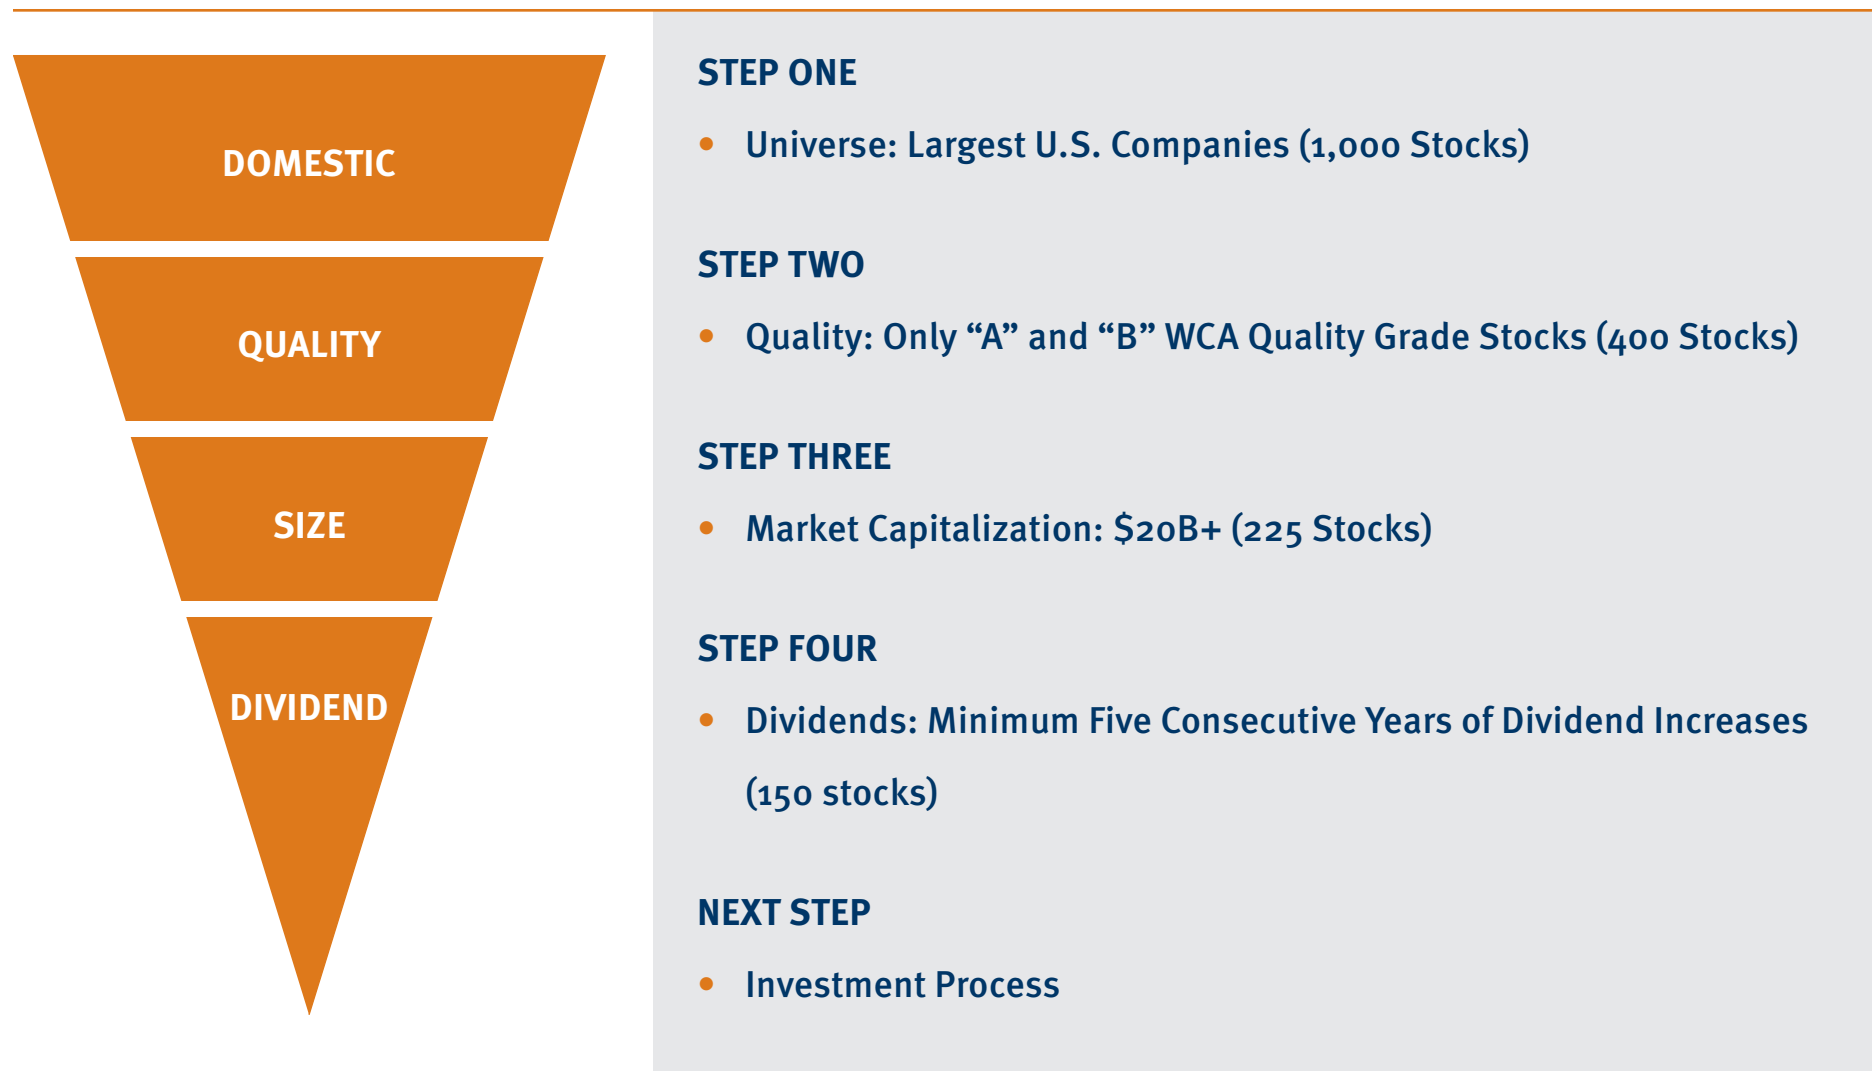 DOMESTIC
QUALITY
SIZE
DIVIDEND
STEP ONE
• Universe: Largest U.S. Companies (1,000 Stocks)
STEP TWO
• Quality: Only “A” and “B” WCA Quality Grade Stocks (400 Stocks)
STEP THREE
• Market Capitalization: $20B+ (225 Stocks)
STEP FOUR
• Dividends: Minimum Five Consecutive Years of Dividend Increases
(150 stocks)
NEXT STEP
• Investment Process